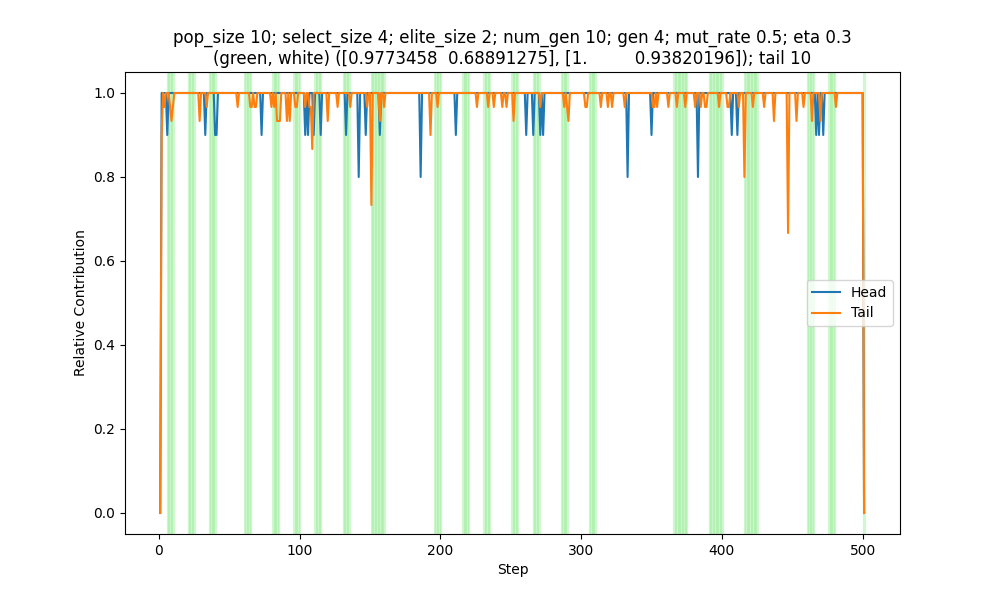 pop_size 10; select_size 4; elite_size 2; num_gen 10; gen 4; mut_rate 0.5; eta 0.3
(green, white) ([0.9773458 0.68891275], [1. 0.93820196]); tail 10
Relative Contribution
1.0
0.8
0.6
0.4
0.2
0.0
Head
Tail
0
100
200
300
400
500
Step